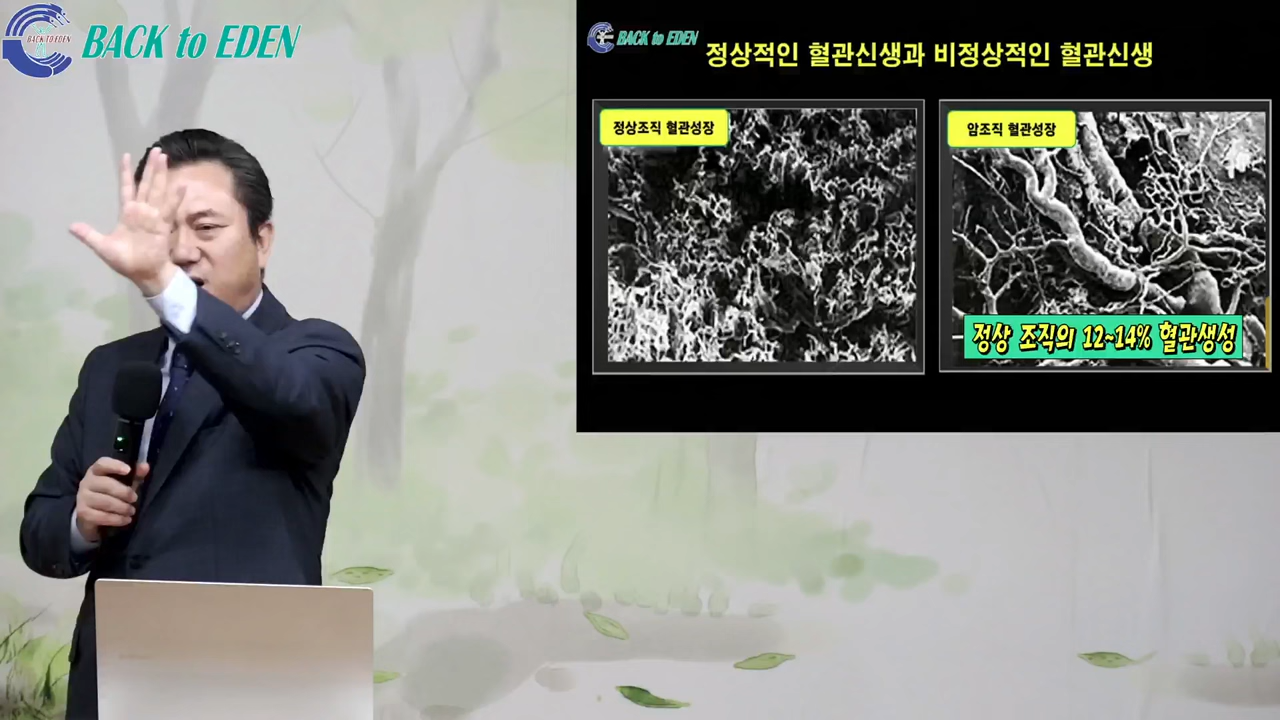 BACK TO EDEN
BACK to EDEN
BACK to EDEN
정상적인 혈관신생과 비정상적인 혈관신생
정상조직 혈관성장
암조직 혈관성장
정상 조직의 12~14% 혈관생성